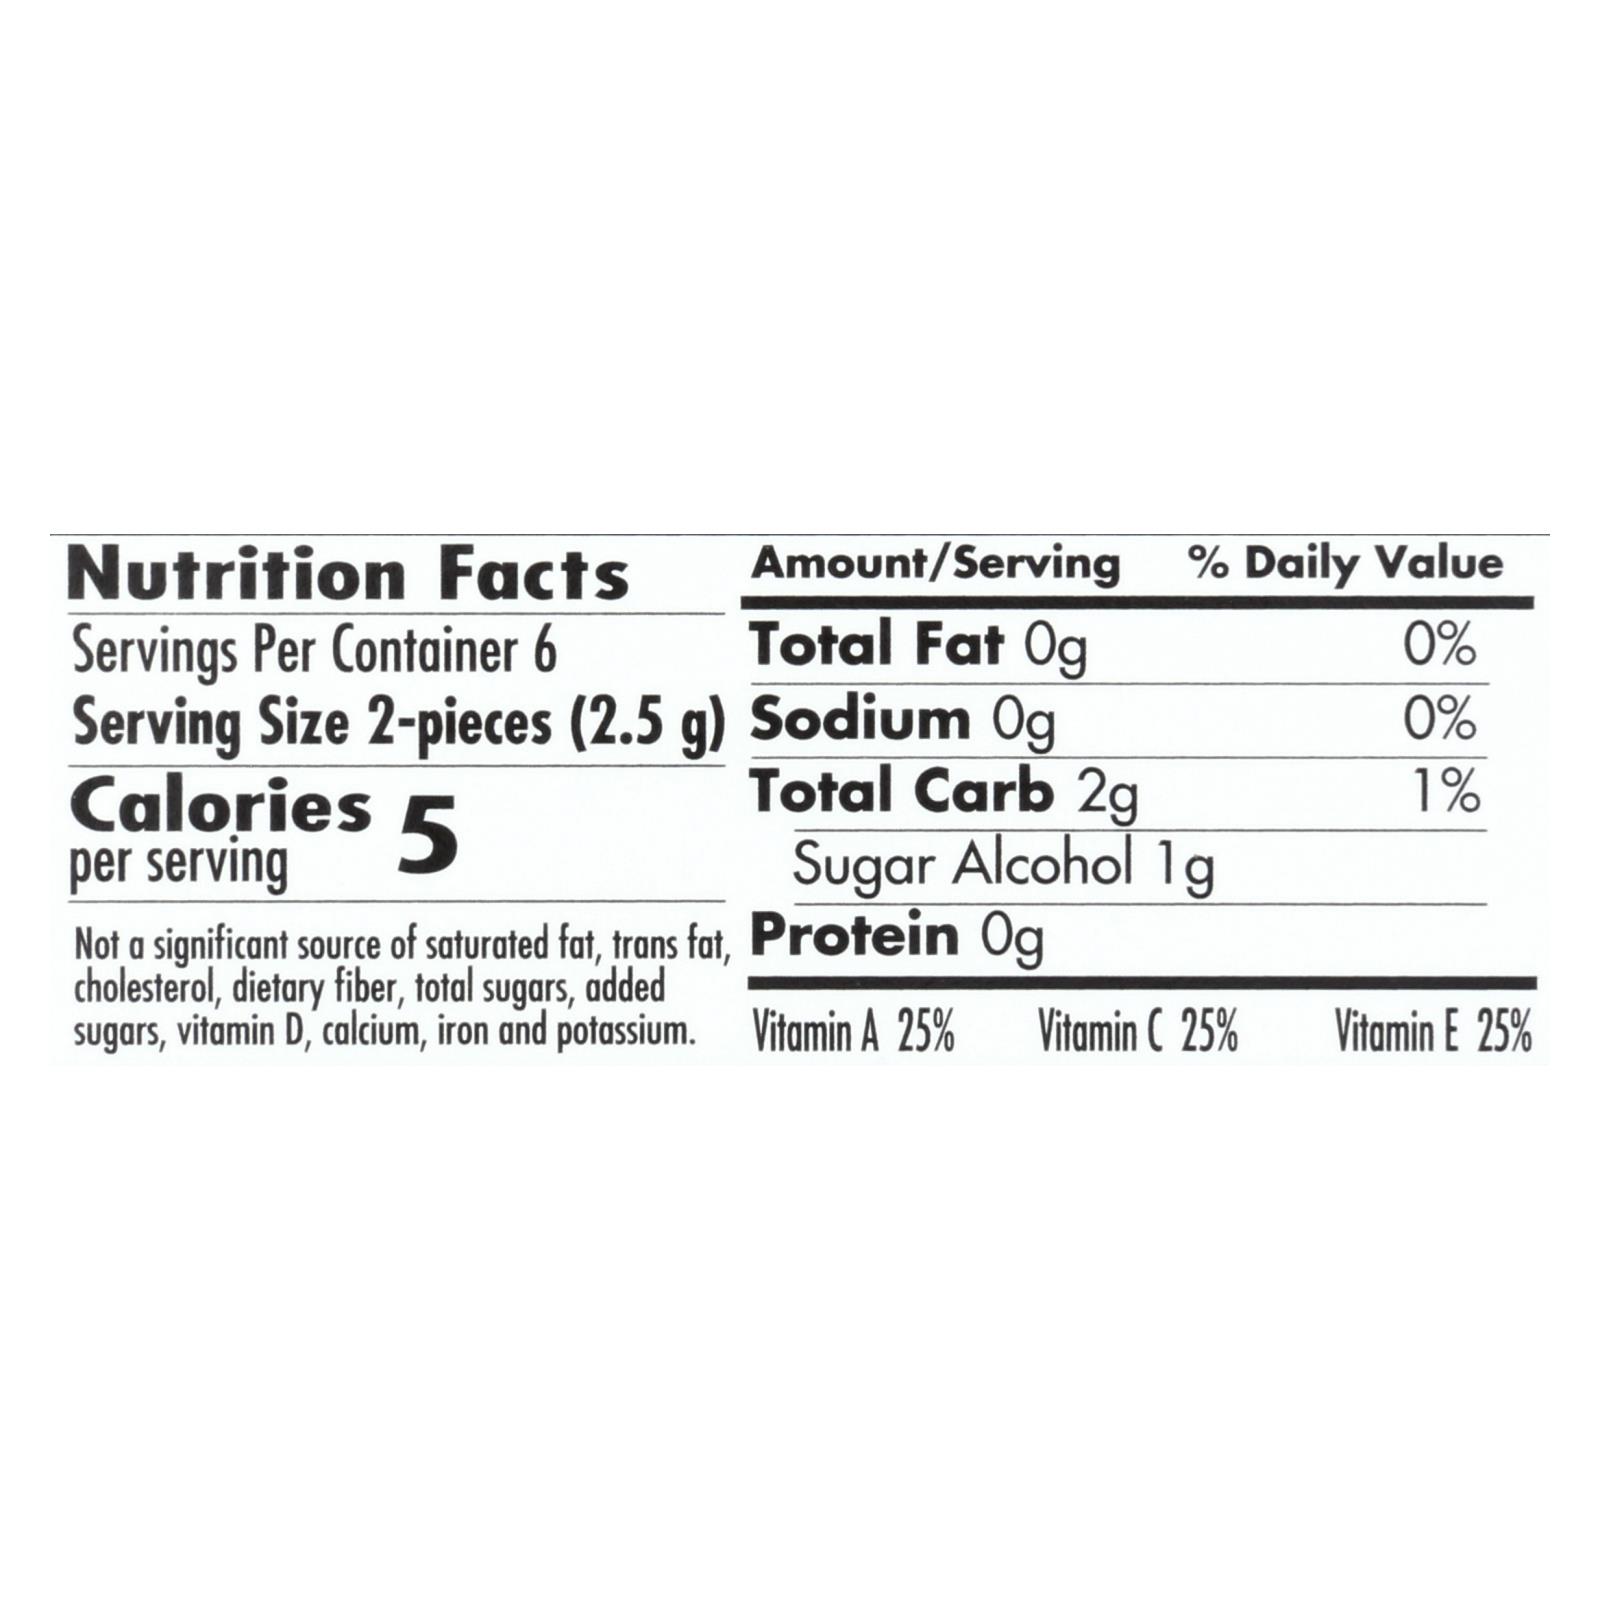 Nutrition Facts
Servings Per Container 6
Serving Size 2-pieces (2.5 g)
Calories 5
per serving
Not a significant source of saturated fat, trans fat,
cholesterol, dietary fiber, total sugars, added
sugars, vitamin D, calcium, iron and potassium.
Amount/Serving % Daily Value
Total Fat 0g 0%
Sodium 0g 0%
Total Carb 2g 1%
Sugar Alcohol 1g
Protein 0g
Vitamin A 25% Vitamin C 25% Vitamin E 25%